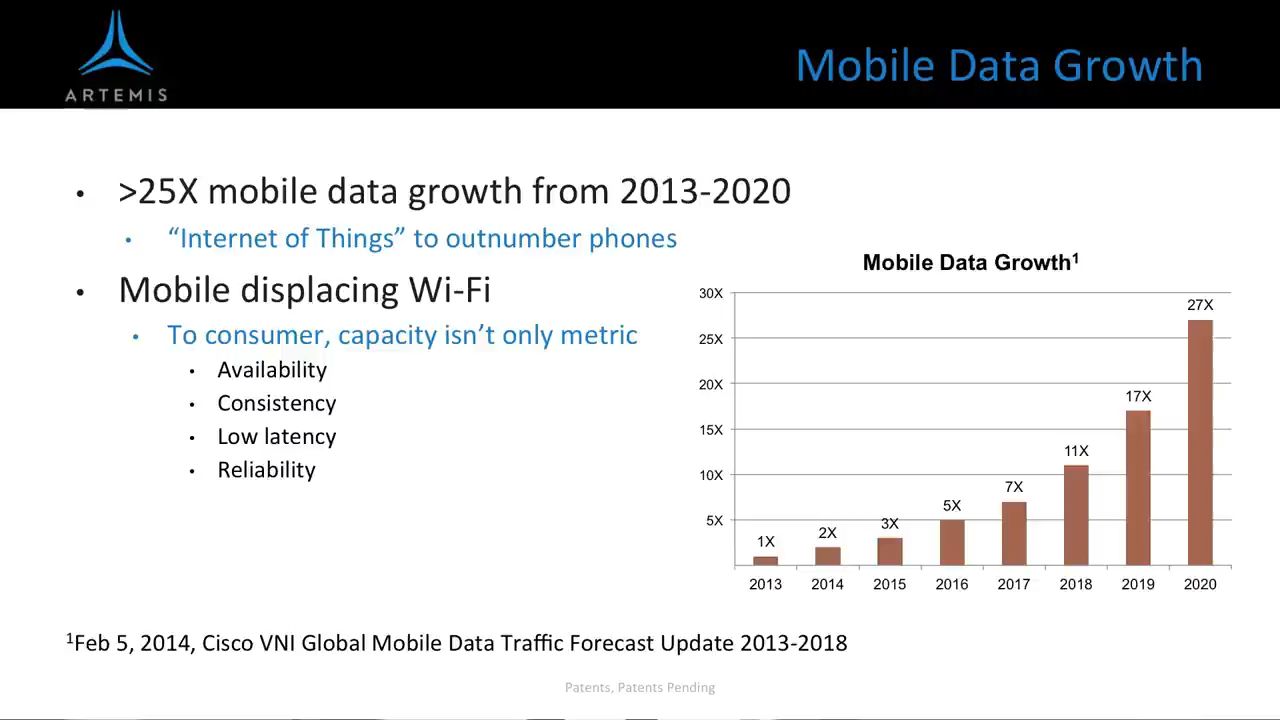 ARTEMIS
Mobile Data Growth
• >25X mobile data growth from 2013-2020
• “Internet of Things” to outnumber phones
• Mobile displacing Wi-Fi
• To consumer, capacity isn’t only metric
• Availability
• Consistency
• Low latency
• Reliability
Mobile Data Growth¹
30X
25X
20X
15X
10X
5X
1X
2X
3X
5X
7X
11X
17X
27X
2013 2014 2015 2016 2017 2018 2019 2020
¹Feb 5, 2014, Cisco VNI Global Mobile Data Traffic Forecast Update 2013-2018
Patents, Patents Pending